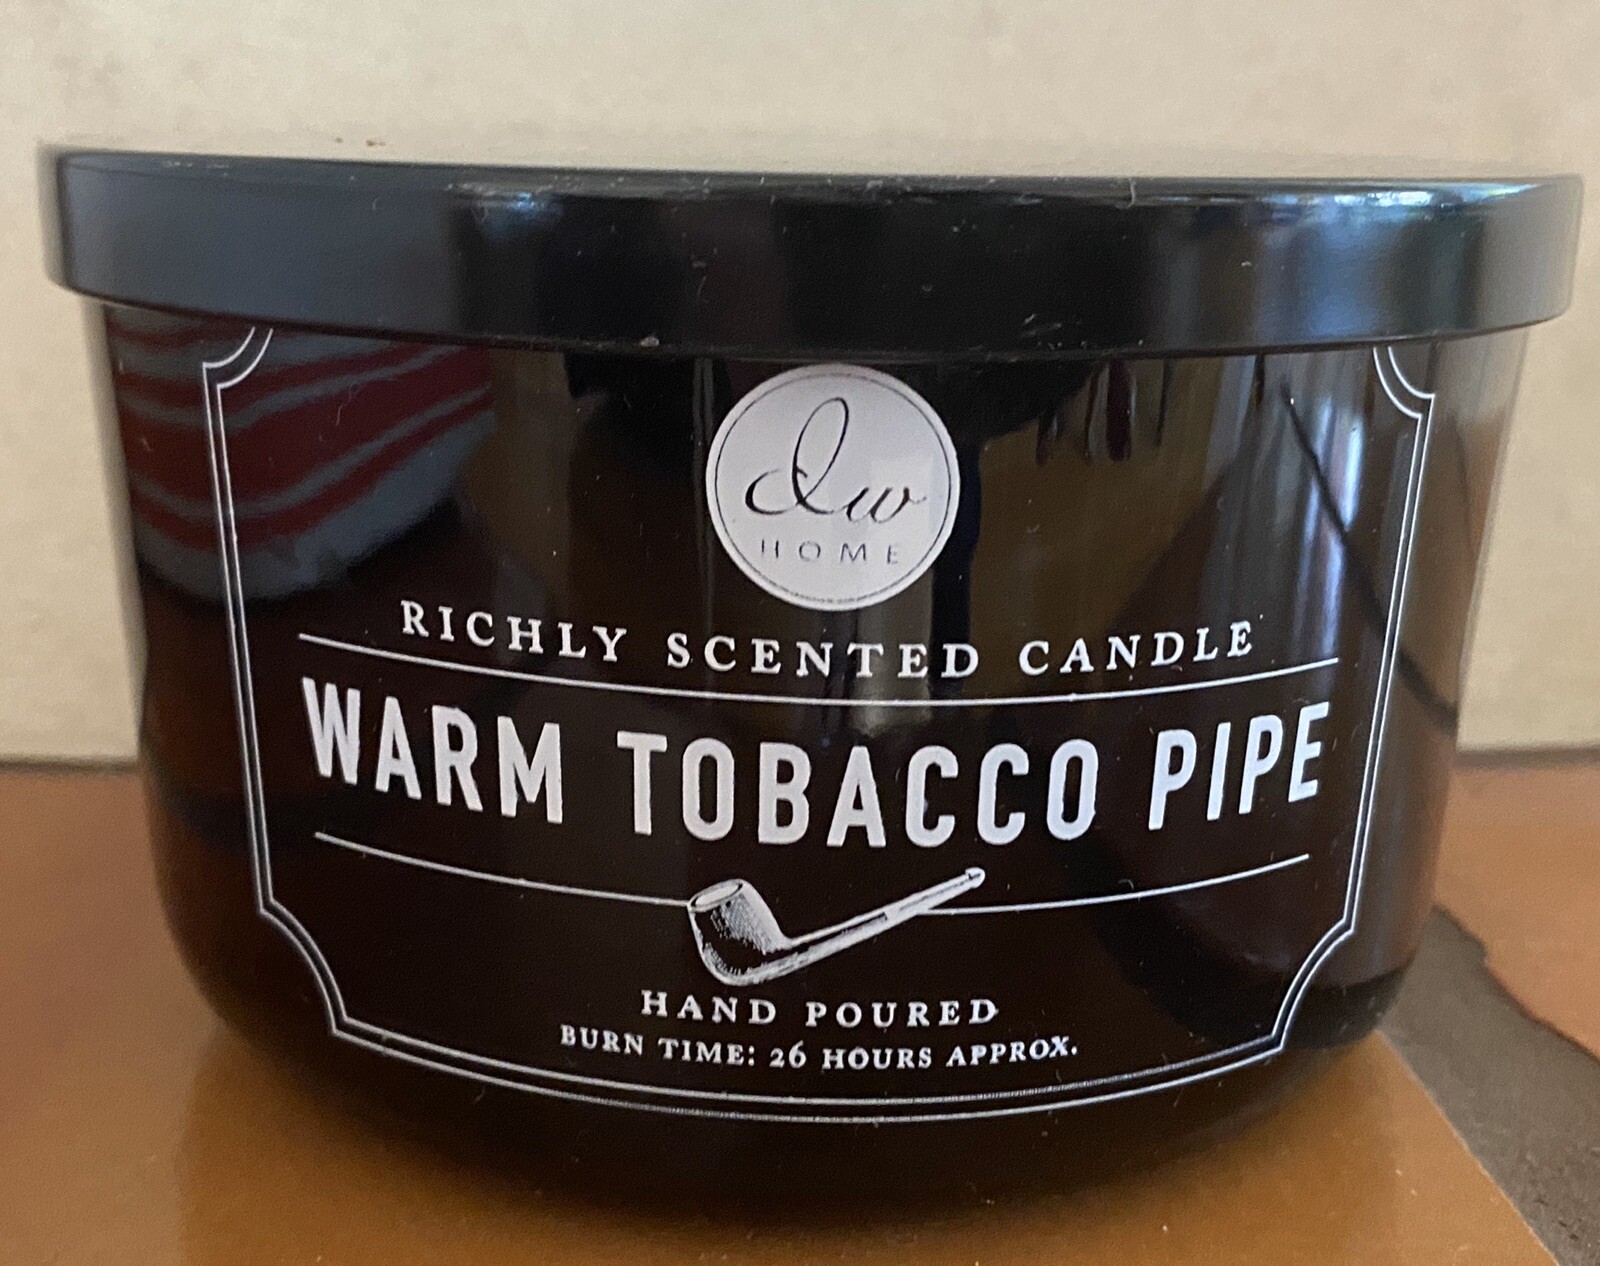 dw
HOME
RICHLY SCENTED CANDLE
WARM TOBACCO PIPE
HAND POURED
BURN TIME: 26 HOURS APPROX.